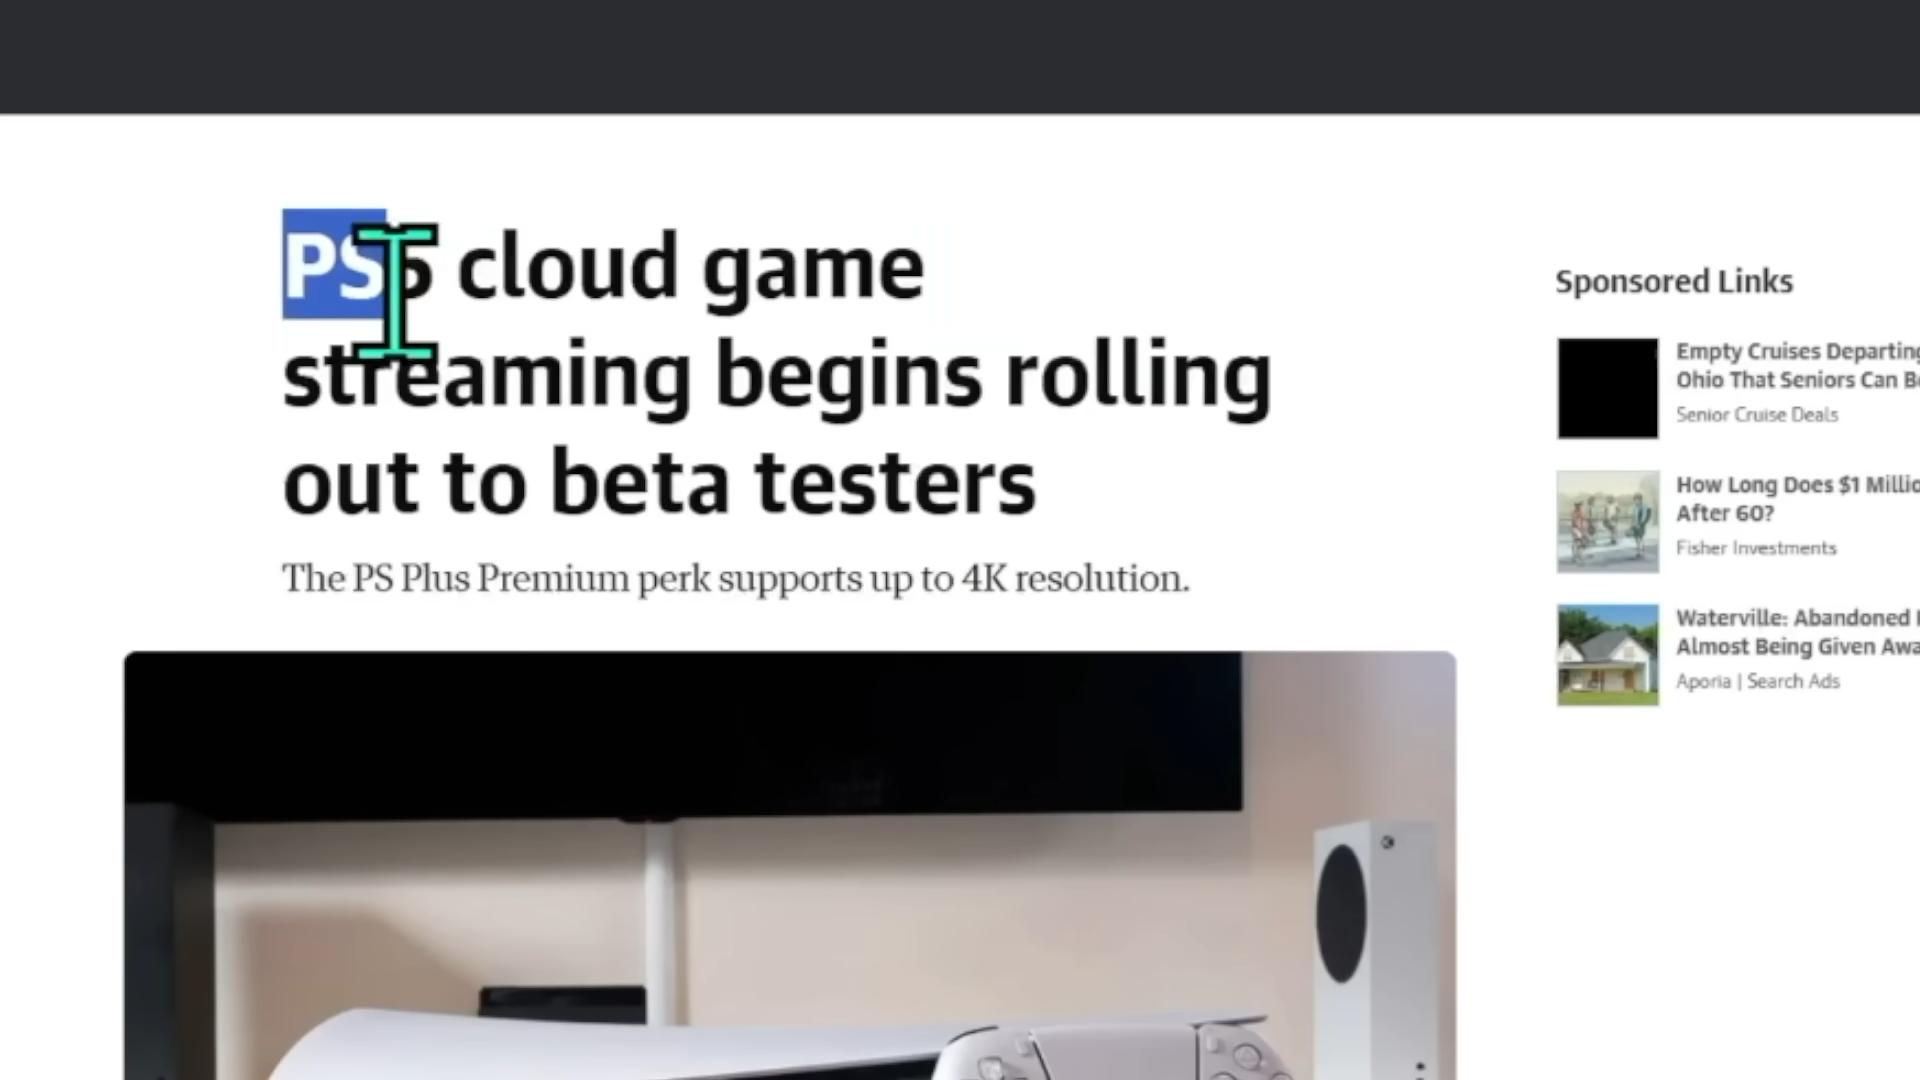 PS5 cloud game
streaming begins rolling
out to beta testers
The PS Plus Premium perk supports up to 4K resolution.
Sponsored Links
Empty Cruises Departing
Ohio That Seniors Can
Senior Cruise Deals
How Long Does $1
After 60?
Fisher Investments
Waterville: Abandoned
Almost Being Given
Aporia | Search Ads